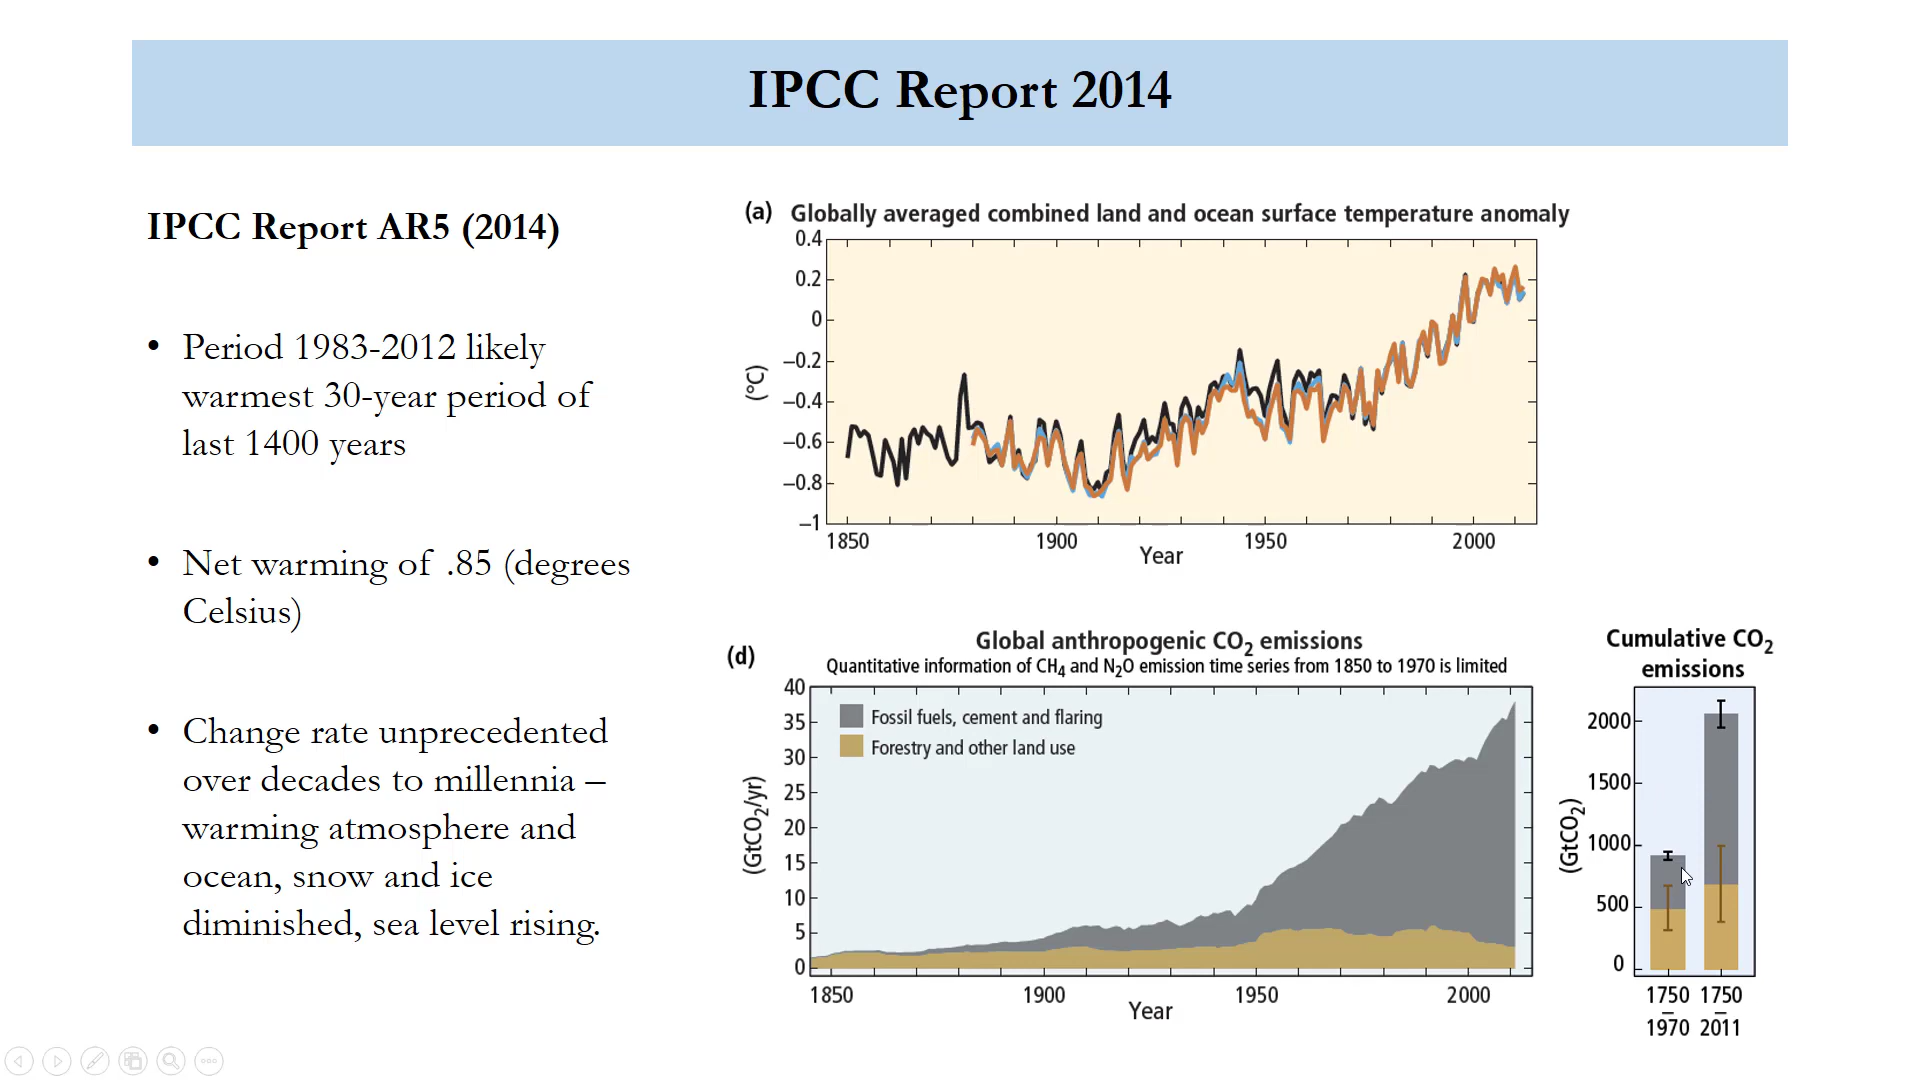 IPCC Report 2014
IPCC Report AR5 (2014)
• Period 1983-2012 likely
warmest 30-year period of
last 1400 years
• Net warming of .85 (degrees
Celsius)
• Change rate unprecedented
over decades to millennia –
warming atmosphere and
ocean, snow and ice
diminished, sea level rising.
(a) Globally averaged combined land and ocean surface temperature anomaly
0.4
0.2
0
−0.2
−0.4
−0.6
−0.8
−1
(°C)
1850 1900 1950 2000
Year
(d)
Global anthropogenic CO₂ emissions
Quantitative information of CH₄ and N₂O emission time series from 1850 to 1970 is limited
40
35
30
25
20
15
10
5
0
(GtCO₂/yr)
Fossil fuels, cement and flaring
Forestry and other land use
1850 1900 1950 2000
Year
Cumulative CO₂
emissions
2000
1500
1000
500
0
(GtCO₂)
1750 1750
– –
1970 2011